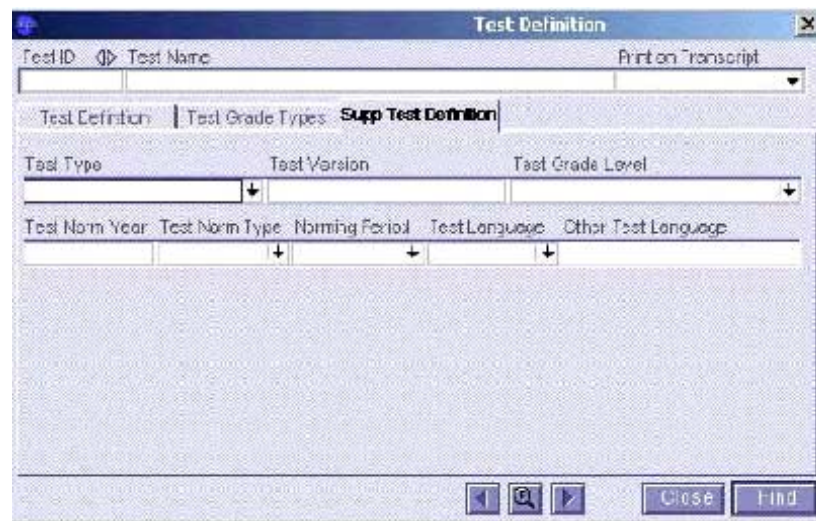 Test Definition
Test ID Test Name Print on Transcript
Test Definition Test Grade Types Supp Test Definition
Test Type Test Version Test Grade Level
Test Norm Year Test Norm Type Norming Period Test Language Other Test Language
Close Find